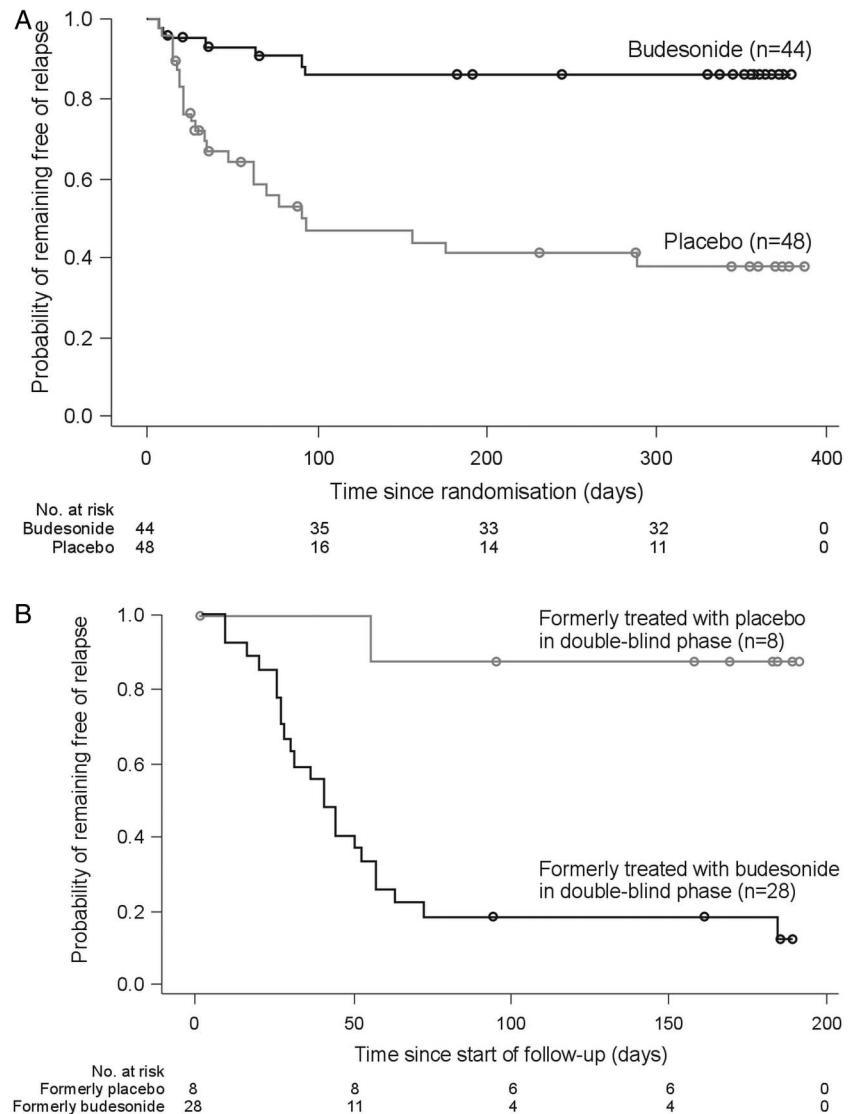 A
1.0
0.8
0.6
0.4
0.2
0.0
Probability of remaining free of relapse
Budesonide (n=44)
Placebo (n=48)
0 100 200 300 400
Time since randomisation (days)
No. at risk
Budesonide 44 35 33 32 0
Placebo 48 16 14 11 0
B
1.0
0.8
0.6
0.4
0.2
0.0
Probability of remaining free of relapse
Formerly treated with placebo
in double-blind phase (n=8)
Formerly treated with budesonide
in double-blind phase (n=28)
0 50 100 150 200
Time since start of follow-up (days)
No. at risk
Formerly placebo 8 8 6 6 0
Formerly budesonide 28 11 4 4 0